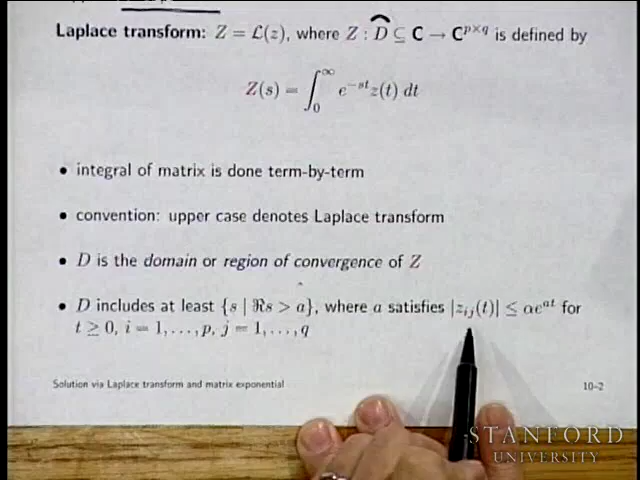 Laplace transform: Z = L(z), where Z : D ⊆ C → C^{p×q} is defined by
Z(s) = ∫_0^∞ e^{-st} z(t) dt
• integral of matrix is done term-by-term
• convention: upper case denotes Laplace transform
• D is the domain or region of convergence of Z
• D includes at least {s | ℜs > a}, where a satisfies |z_{ij}(t)| ≤ αe^{at} for
t ≥ 0, i = 1, . . . , p, j = 1, . . . , q
Solution via Laplace transform and matrix exponential 10-2
STANFORD
UNIVERSITY